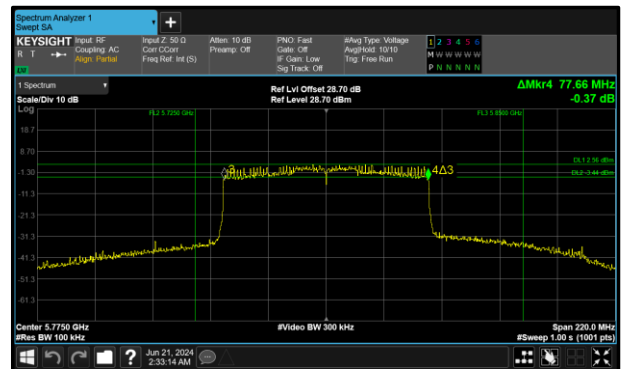 Spectrum Analyzer 1
Swept SA
+
KEYSIGHT
R T
LW
Input: RF
Coupling: AC
Align: Partial
Input Z: 50 Ω
Corr CCorr
Freq Ref: Int (S)
Atten: 10 dB
Preamp: Off
PNO: Fast
Gate: Off
IF Gain: Low
Sig Track: Off
#Avg Type: Voltage
Avg|Hold: 10/10
Trig: Free Run
1 2 3 4 5 6
M W W W W W
P N N N N N
1 Spectrum
Scale/Div 10 dB
Log
Ref Lvl Offset 28.70 dB
Ref Level 28.70 dBm
ΔMkr4 77.66 MHz
-0.37 dB
FL2 5.7250 GHz
FL3 5.8500 GHz
18.7
8.70
-1.30
-11.3
-21.3
-31.3
-41.3
-51.3
-61.3
DL1 2.56 dBm
DL2 -3.44 dBm
3
4Δ3
Center 5.7750 GHz
#Res BW 100 kHz
#Video BW 300 kHz
Span 220.0 MHz
#Sweep 1.00 s (1001 pts)
?
Jun 21, 2024
2:33:14 AM